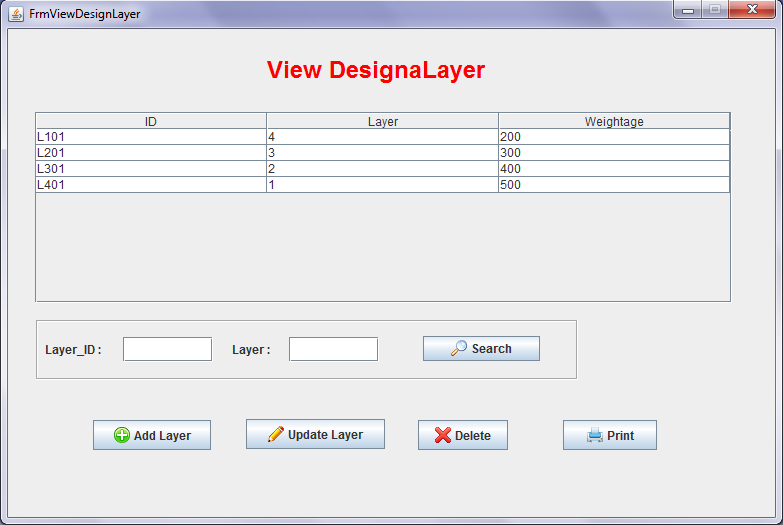 FrmViewDesignLayer
View DesignaLayer
ID Layer Weightage
L101 4 200
L201 3 300
L301 2 400
L401 1 500
Layer_ID : Layer : Search
Add Layer Update Layer Delete Print